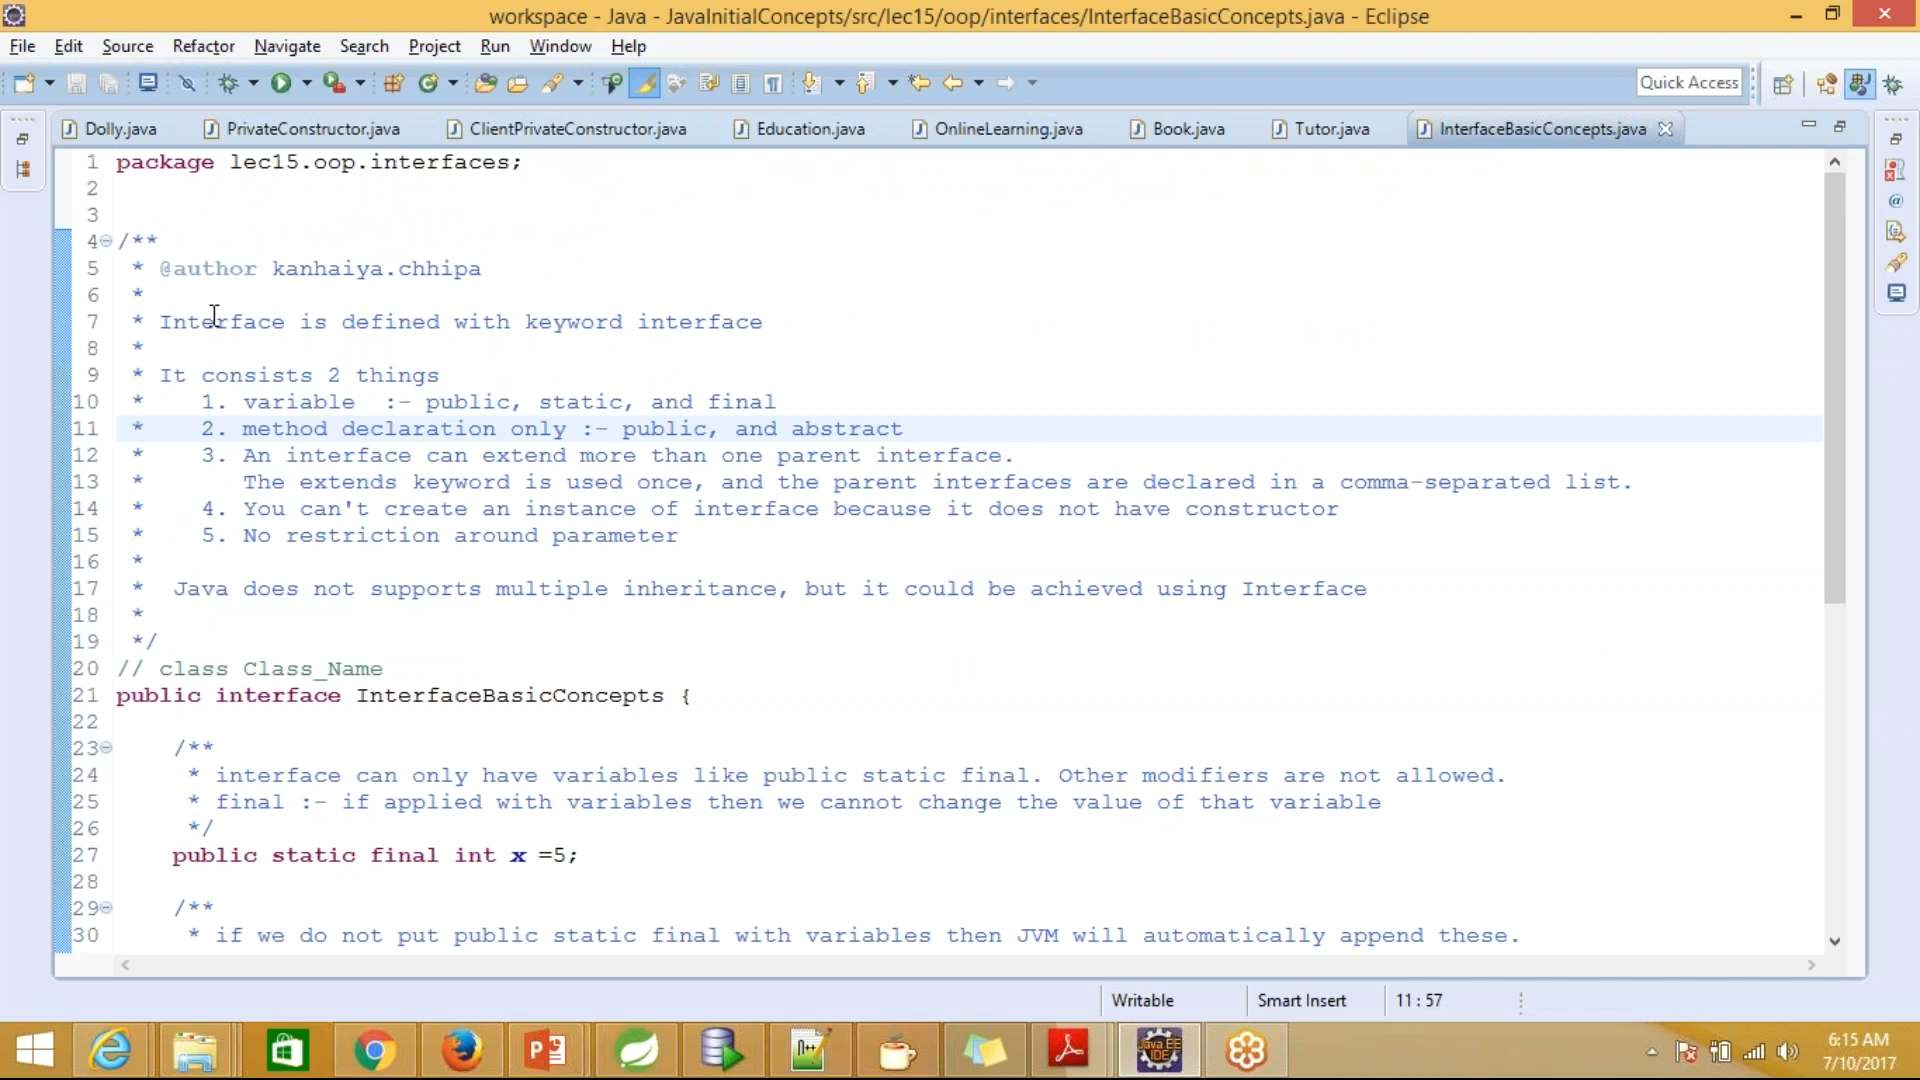 workspace - Java - JavaInitialConcepts/src/lec15/oop/interfaces/InterfaceBasicConcepts.java - Eclipse
File Edit Source Refactor Navigate Search Project Run Window Help
Quick Access
Dolly.java PrivateConstructor.java ClientPrivateConstructor.java Education.java OnlineLearning.java Book.java Tutor.java InterfaceBasicConcepts.java
1 package lec15.oop.interfaces;
2
3
4 /**
5 * @author kanhaiya.chhipa
6 *
7 * Interface is defined with keyword interface
8 *
9 * It consists 2 things
10 * 1. variable :- public, static, and final
11 * 2. method declaration only :- public, and abstract
12 * 3. An interface can extend more than one parent interface.
13 * The extends keyword is used once, and the parent interfaces are declared in a comma-separated list.
14 * 4. You can't create an instance of interface because it does not have constructor
15 * 5. No restriction around parameter
16 *
17 * Java does not supports multiple inheritance, but it could be achieved using Interface
18 *
19 */
20 // class Class_Name
21 public interface InterfaceBasicConcepts {
22
23 /**
24 * interface can only have variables like public static final. Other modifiers are not allowed.
25 * final :- if applied with variables then we cannot change the value of that variable
26 */
27 public static final int x =5;
28
29 /**
30 * if we do not put public static final with variables then JVM will automatically append these.
Writable Smart Insert 11 : 57
Java EE
IDE
6:15 AM
7/10/2017